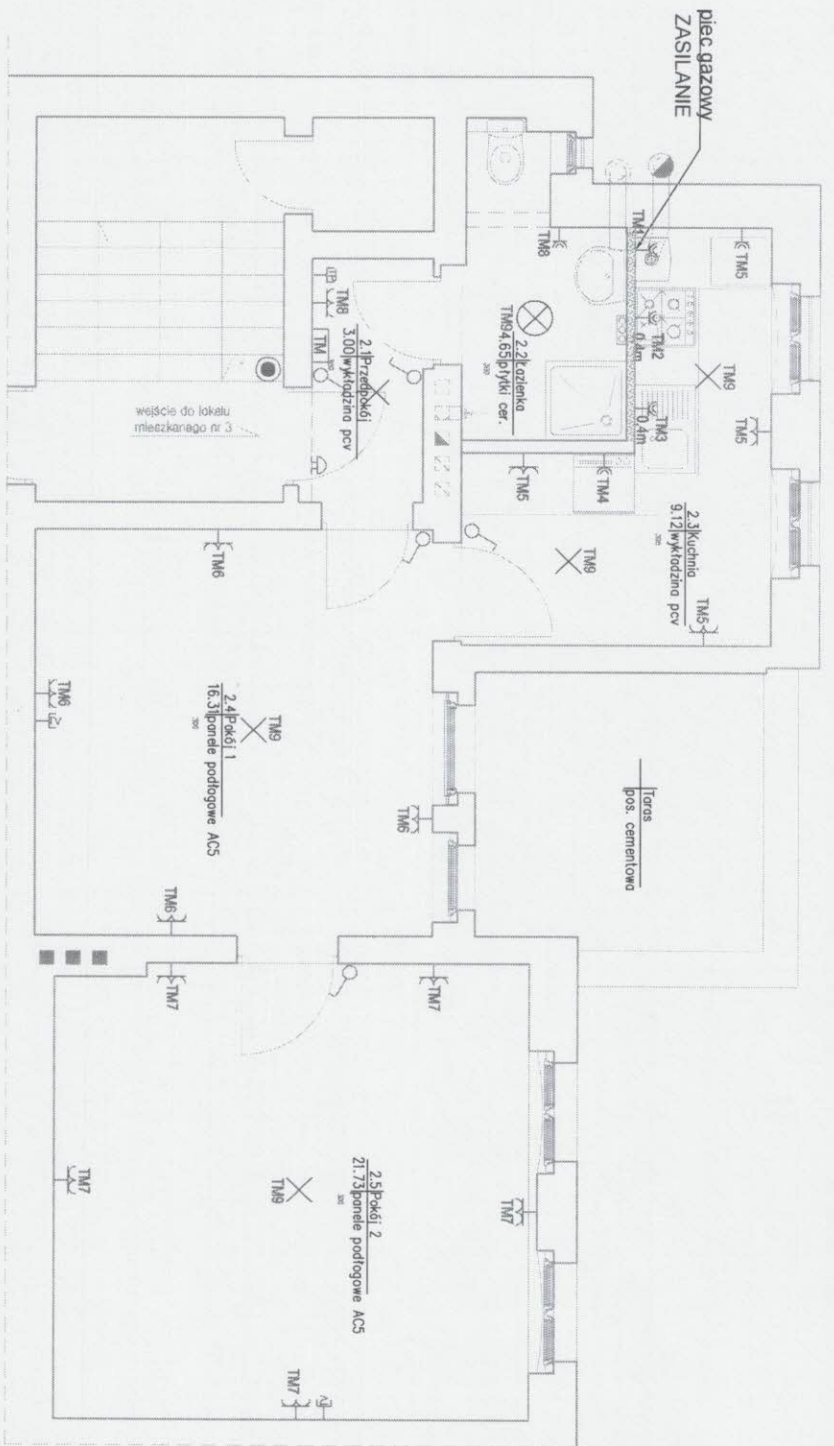 piec gazowy
ZASILANIE
TM1
TM8
TM5
TM2
0,4m
TM9
TM3
0,4m
TM5
2.2 Łazienka
TM9 4,65 płytki cer.
TM8
TM
2.1 Przedpokój
3.00 wykładzina pcv
wejście do lokalu
mieszkanego nr 3
TM5
TM4
2.3 Kuchnia
9.12 wykładzina pcv
TM9
TM5
TM6
TM6
TM9
2.4 Pokój 1
16.31 panele podłogowe AC5
TM6
Taras
pos. cementowa
TM6
TM7
TM7
TM7
TM9
2.5 Pokój 2
21.73 panele podłogowe AC5
TM7
TM7